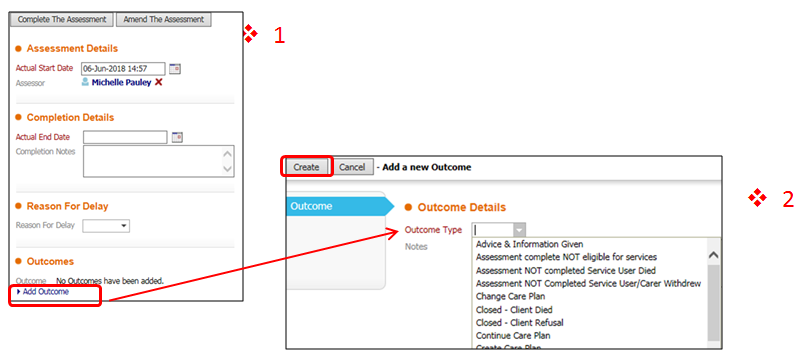 Complete The Assessment Amend The Assessment
1
Assessment Details
Actual Start Date 06-Jun-2018 14:57
Assessor Michelle Pauley
Completion Details
Actual End Date
Completion Notes
Reason For Delay
Reason For Delay
Outcomes
Outcome No Outcomes have been added.
Add Outcome
2
Create Cancel - Add a new Outcome
Outcome
Outcome Details
Outcome Type
Notes
Advice & Information Given
Assessment complete NOT eligible for services
Assessment NOT completed Service User Died
Assessment NOT Completed Service User/Carer Withdrew
Change Care Plan
Closed - Client Died
Closed - Client Refusal
Continue Care Plan
Create Care Plan